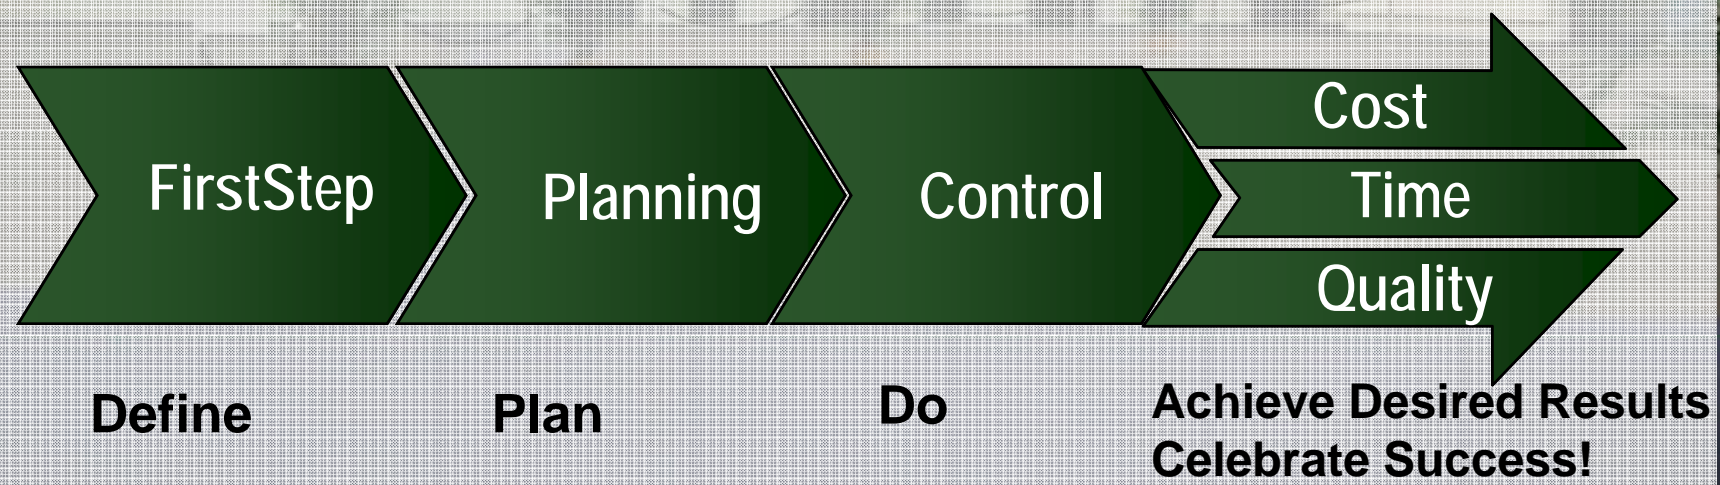 FirstStep
Planning
Control
Cost
Time
Quality
Define
Plan
Do
Achieve Desired Results
Celebrate Success!